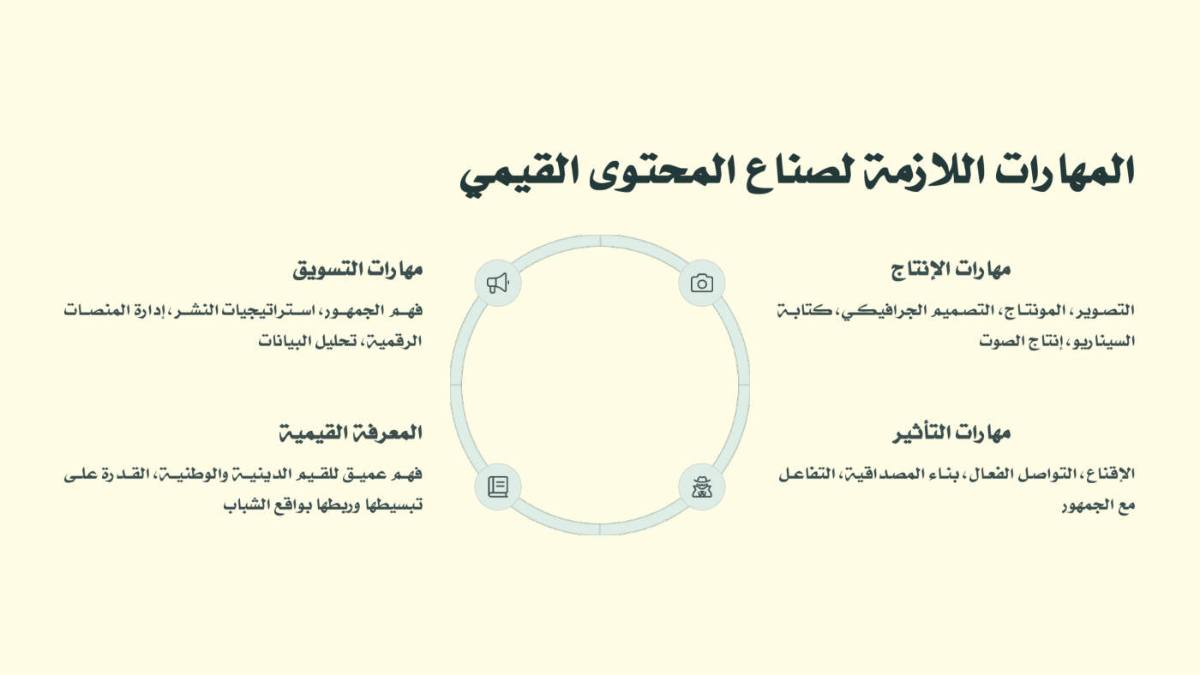 المهارات اللازمة لصناع المحتوى القيمي
مهارات الإنتاج
التصوير، المونتاج، التصميم الجرافيكي، كتابة
السيناريو، إنتاج الصوت
مهارات التسويق
فهم الجمهور، استراتيجيات النشر، إدارة المنصات
الرقمية، تحليل البيانات
مهارات التأثير
الإقناع، التواصل الفعال، بناء المصداقية، التفاعل
مع الجمهور
المعرفة القيمية
فهم عميق للقيم الدينية والوطنية، القدرة على
تبسيطها وربطها بواقع الشباب